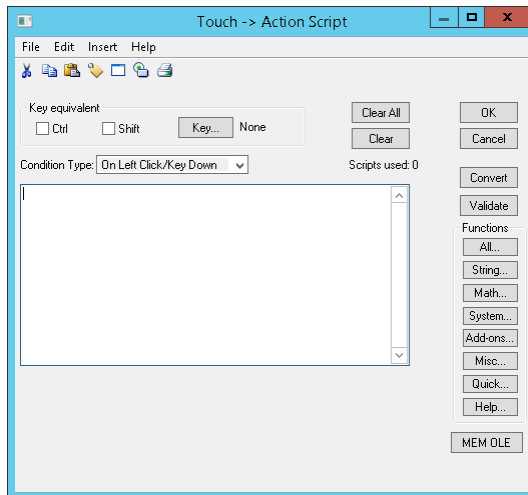 Touch -> Action Script
File Edit Insert Help
Key equivalent
Ctrl Shift Key... None
Clear All
Clear
OK
Cancel
Condition Type: On Left Click/Key Down
Scripts used: 0
Convert
Validate
Functions
All...
String...
Math...
System...
Add-ons...
Misc...
Quick...
Help...
MEM OLE